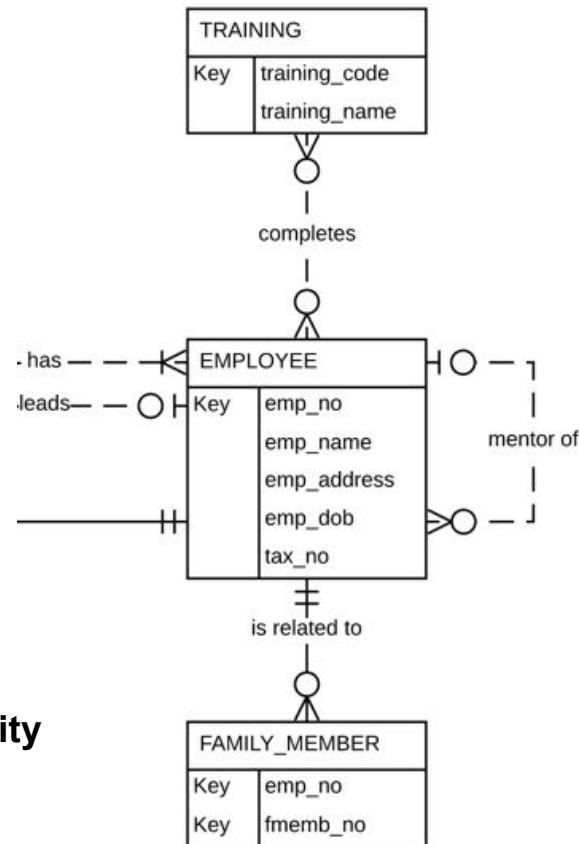 TRAINING
Key training_code
training_name
completes
has
EMPLOYEE
leads
Key emp_no
emp_name
mentor of
emp_address
emp_dob
tax_no
is related to
ity
FAMILY_MEMBER
Key emp_no
Key fmemb_no